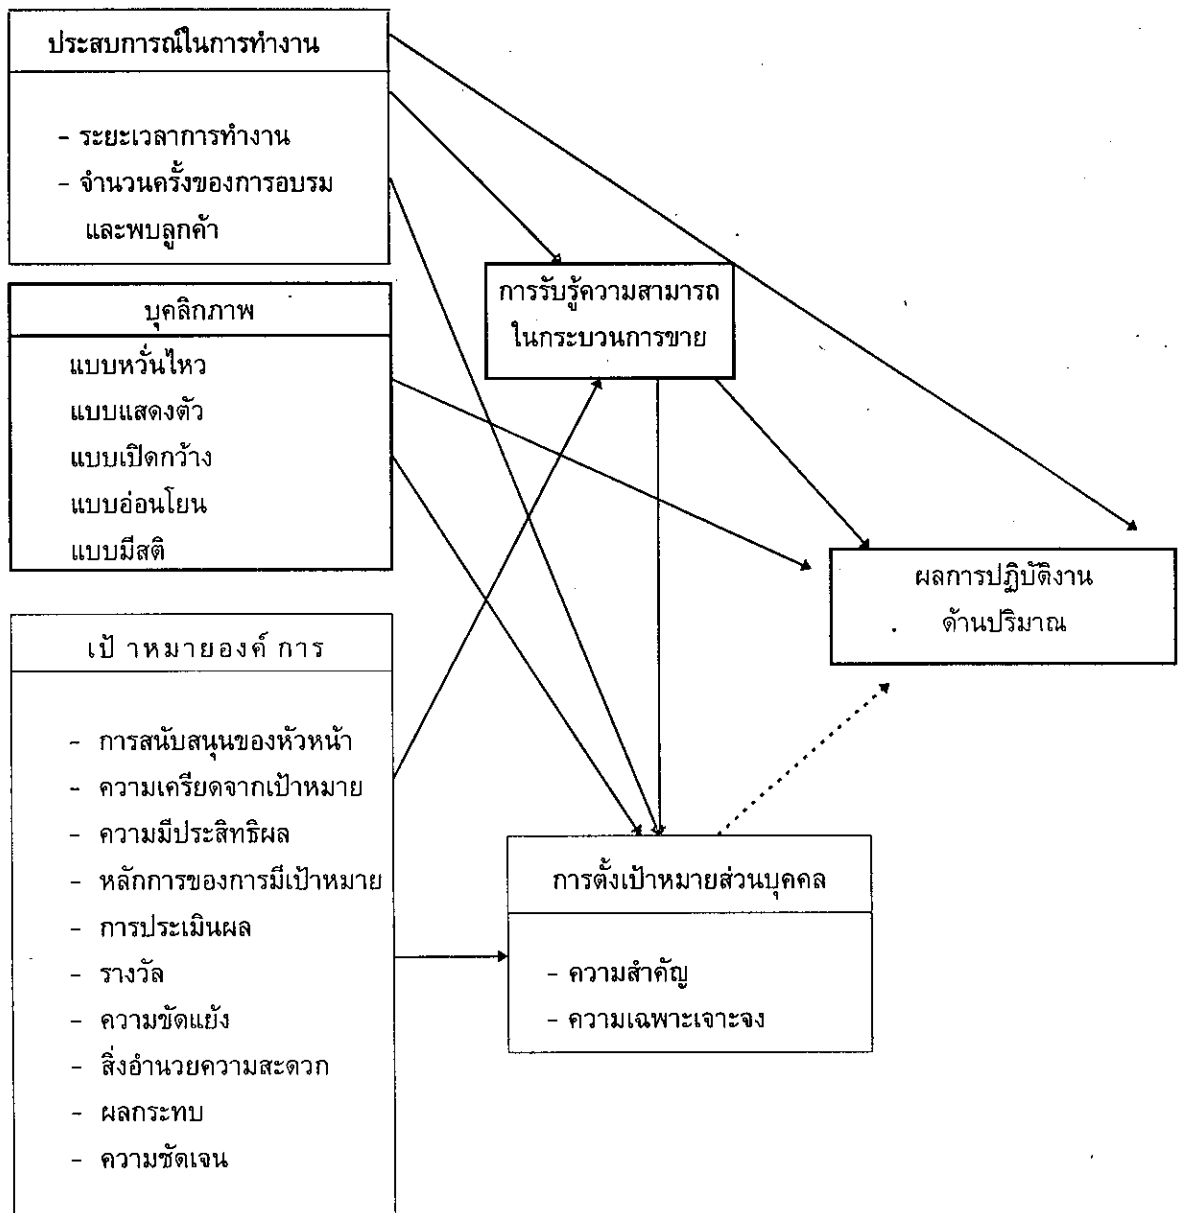 ประสบการณ์ในการทำงาน
- ระยะเวลาการทำงาน
- จำนวนครั้งของการอบรม
และพบลูกค้า
บุคลิกภาพ
แบบหวั่นไหว
แบบแสดงตัว
แบบเปิดกว้าง
แบบอ่อนโยน
แบบมีสติ
เป้าหมายองค์การ
- การสนับสนุนของหัวหน้า
- ความเครียดจากเป้าหมาย
- ความมีประสิทธิผล
- หลักการของการมีเป้าหมาย
- การประเมินผล
- รางวัล
- ความขัดแย้ง
- สิ่งอำนวยความสะดวก
- ผลกระทบ
- ความชัดเจน
การรับรู้ความสามารถ
ในกระบวนการขาย
การตั้งเป้าหมายส่วนบุคคล
- ความสำคัญ
- ความเฉพาะเจาะจง
ผลการปฏิบัติงาน
ด้านปริมาณ